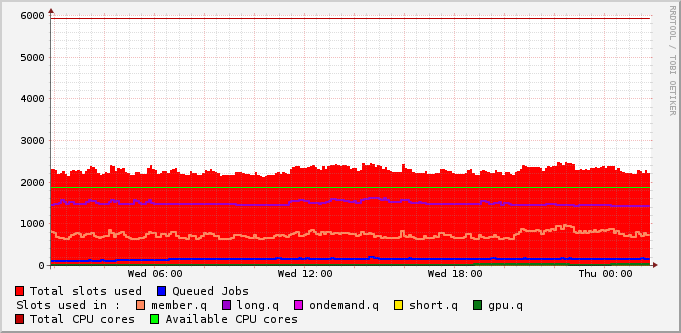 RRDTOOL / TOBI OETIKER
6000
5000
4000
3000
2000
1000
0
Wed 06:00 Wed 12:00 Wed 18:00 Thu 00:00
Total slots used Queued Jobs
Slots used in : member.q long.q ondemand.q short.q gpu.q
Total CPU cores Available CPU cores